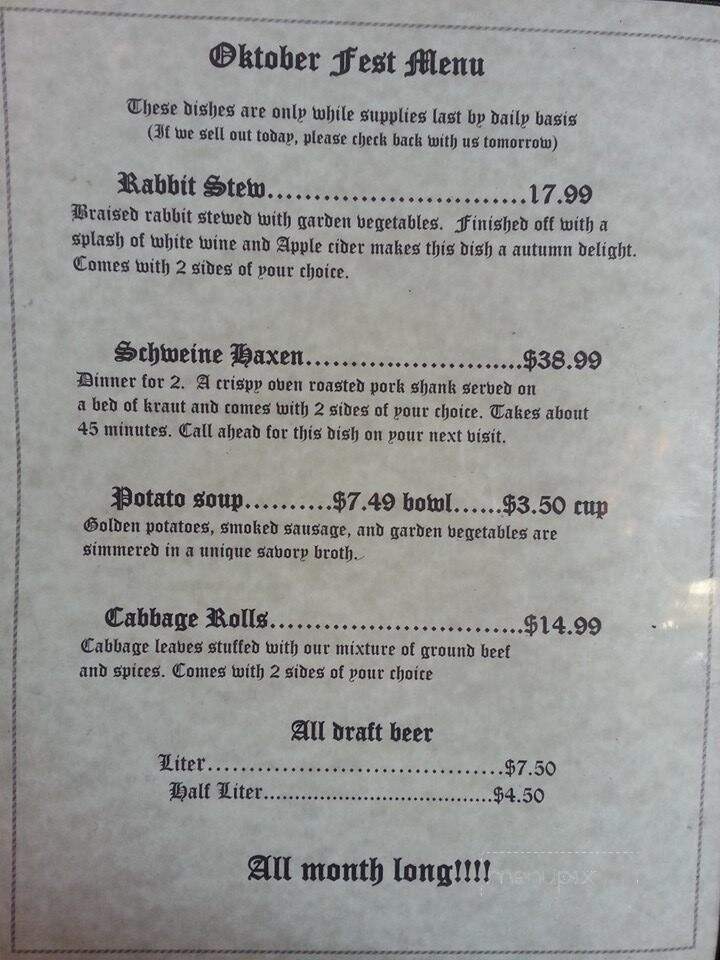 Oktober Fest Menu
These dishes are only while supplies last by daily basis
(If we sell out today, please check back with us tomorrow)
Rabbit Stew............................17.99
Braised rabbit stewed with garden vegetables. Finished off with a
splash of white wine and Apple cider makes this dish a autumn delight.
Comes with 2 sides of your choice.
Schweine Haxen........................$38.99
Dinner for 2. A crispy oven roasted pork shank served on
a bed of kraut and comes with 2 sides of your choice. Takes about
45 minutes. Call ahead for this dish on your next visit.
Potato soup..........$7.49 bowl......$3.50 cup
Golden potatoes, smoked sausage, and garden vegetables are
simmered in a unique savory broth.
Cabbage Rolls............................$14.99
Cabbage leaves stuffed with our mixture of ground beef
and spices. Comes with 2 sides of your choice
All draft beer
Liter...................................$7.50
Half Liter...................................$4.50
All month long!!!!
menupix